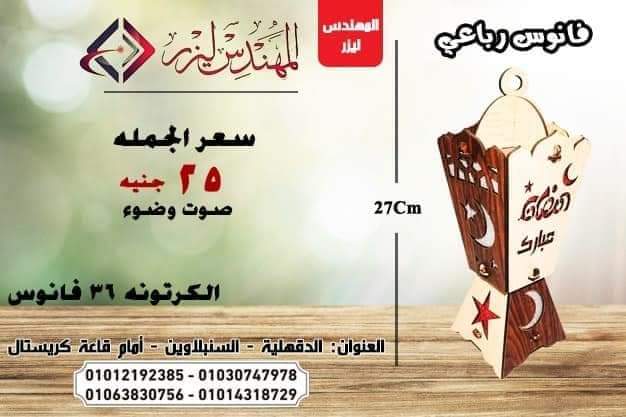 المهندس ليزر
المهندس
ليزر
فانوس رباعي
سعر الجمله
٢٥ جنيه
صوت وضوء
27Cm
رمضان
مبارك
الكرتونه ٣٦ فانوس
العنوان: الدقهلية - السنبلاوين - أمام قاعة كريستال
01012192385 - 01030747978
01063830756 - 01014318729